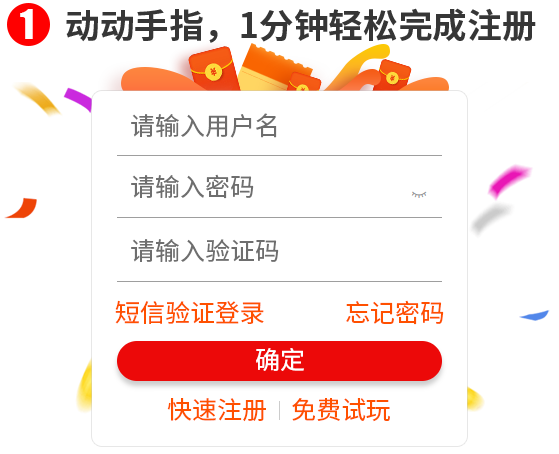 1 动动手指，1分钟轻松完成注册
请输入用户名
请输入密码
请输入验证码
短信验证登录 忘记密码
确定
快速注册 | 免费试玩